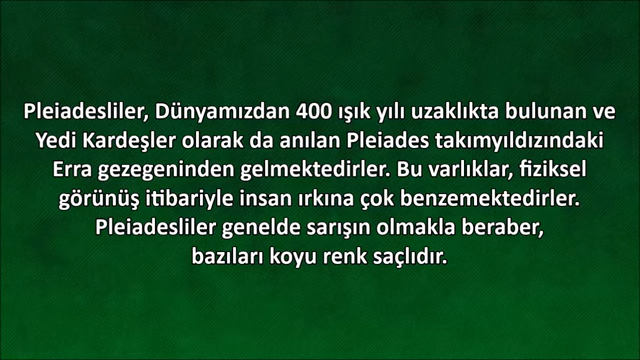 Pleiadesliler, Dünyamızdan 400 ışık yılı uzaklıkta bulunan ve
Yedi Kardeşler olarak da anılan Pleiades takımyıldızındaki
Erra gezegeninden gelmektedirler. Bu varlıklar, fiziksel
görünüş itibariyle insan ırkına çok benzemektedirler.
Pleiadesliler genelde sarışın olmakla beraber,
bazıları koyu renk saçlıdır.